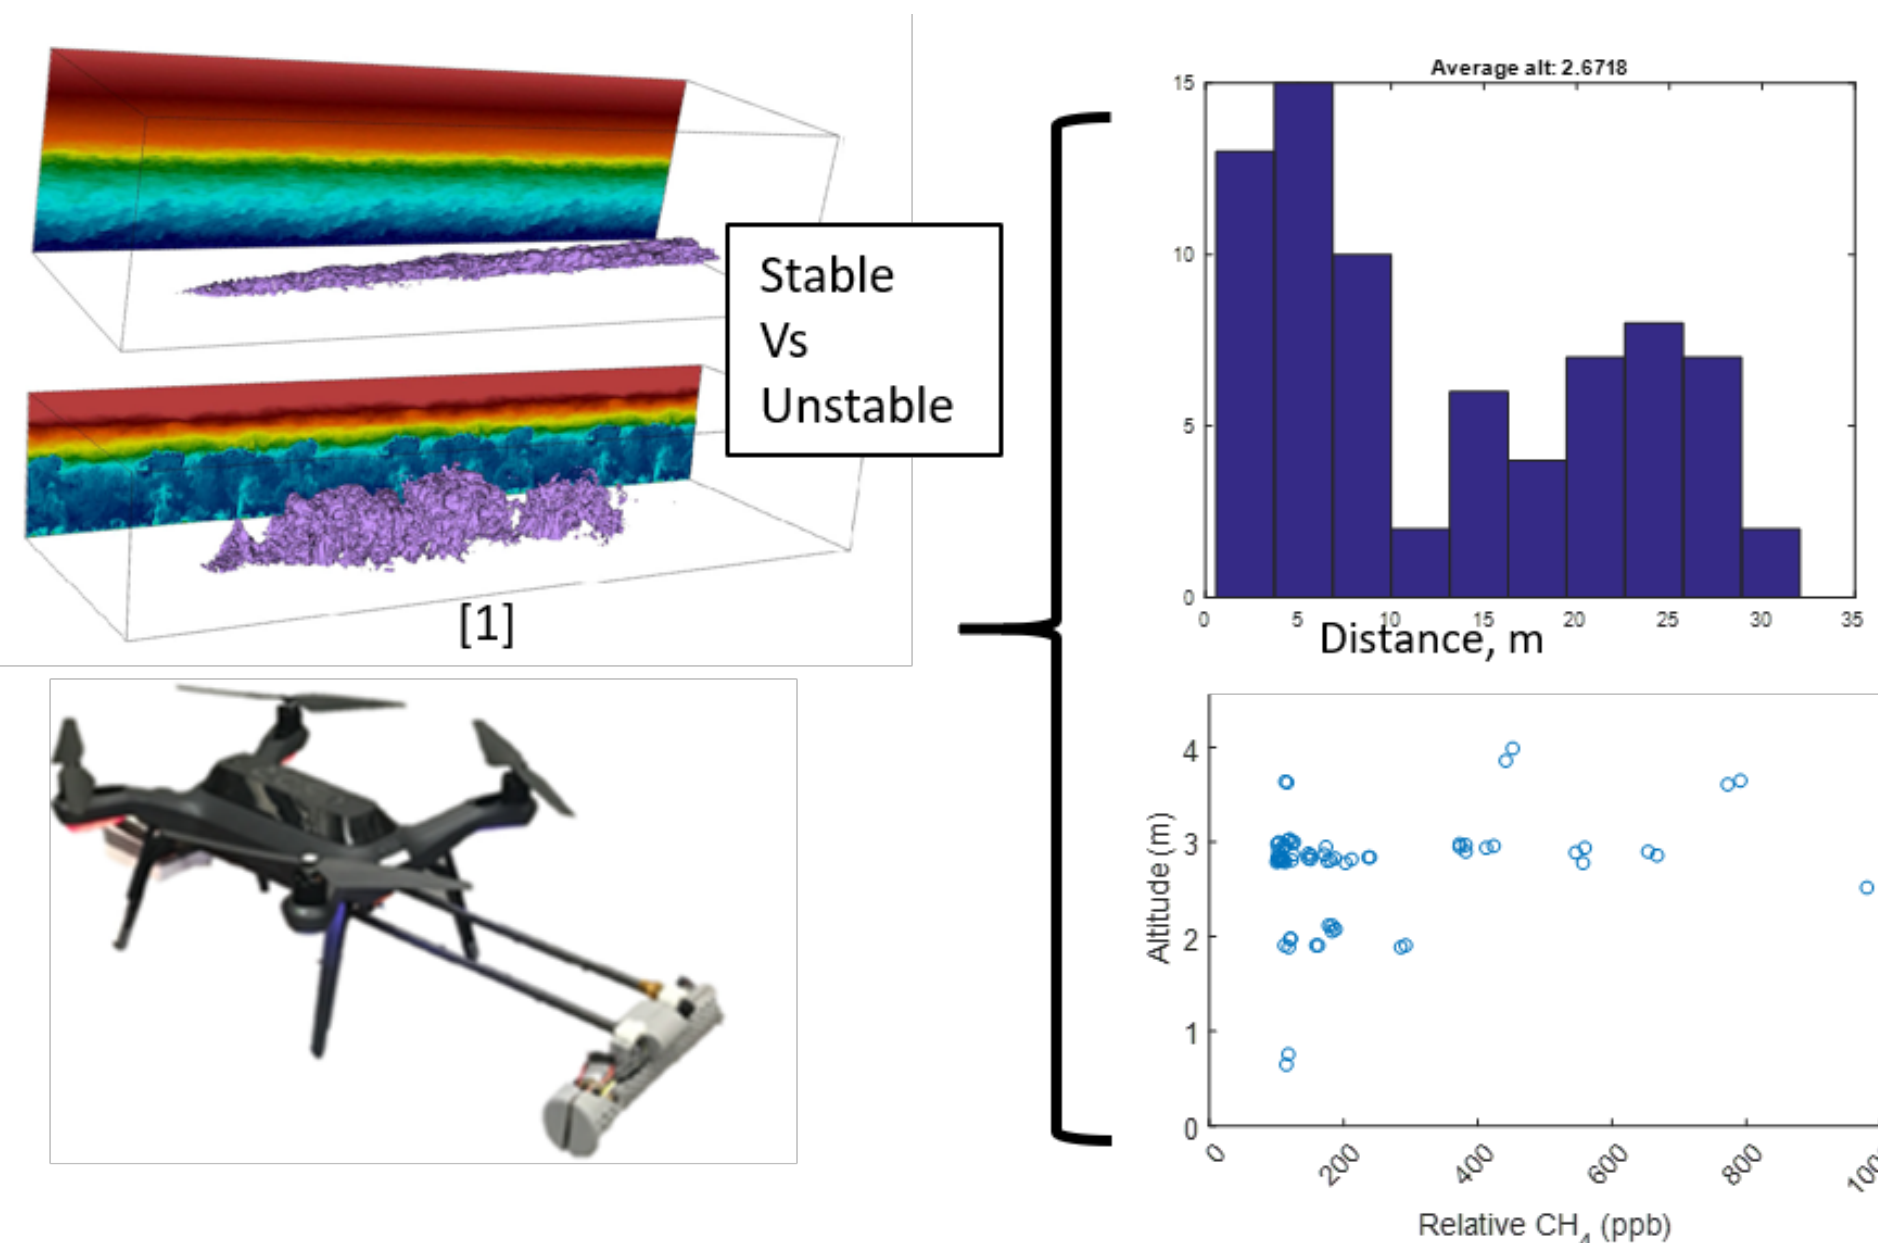 Stable
Vs
Unstable
[1]
Average alt: 2.6718
15
10
5
0
0 5 10 15 20 25 30 35
Distance, m
4
3
2
1
0
Altitude (m)
0 200 400 600 800
Relative CH4 (ppb)